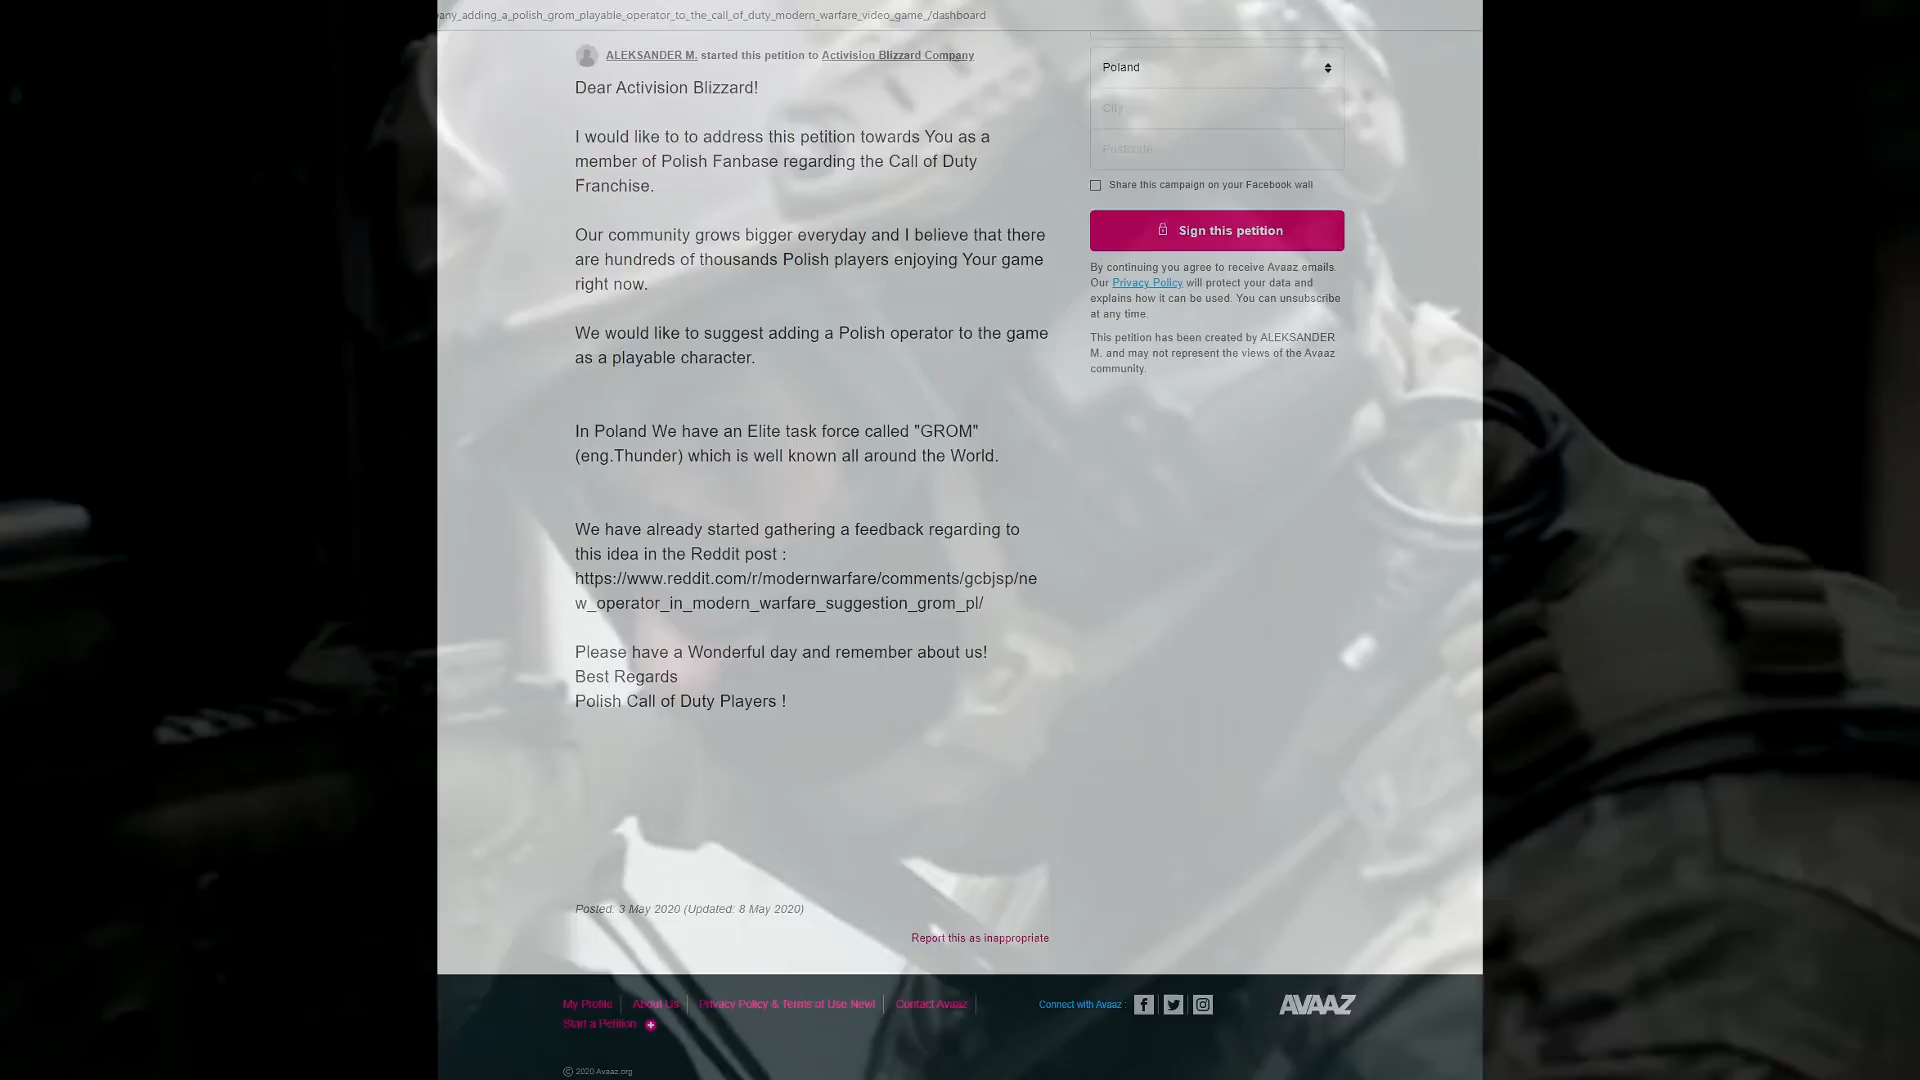 any_adding_a_polish_grom_playable_operator_to_the_call_of_duty_modern_warfare_video_game_/dashboard
ALEKSANDER M. started this petition to Activision Blizzard Company
Dear Activision Blizzard!
I would like to to address this petition towards You as a
member of Polish Fanbase regarding the Call of Duty
Franchise.
Our community grows bigger everyday and I believe that there
are hundreds of thousands Polish players enjoying Your game
right now.
We would like to suggest adding a Polish operator to the game
as a playable character.
In Poland We have an Elite task force called "GROM"
(eng.Thunder) which is well known all around the World.
We have already started gathering a feedback regarding to
this idea in the Reddit post :
https://www.reddit.com/r/modernwarfare/comments/gcbjsp/ne
w_operator_in_modern_warfare_suggestion_grom_pl/
Please have a Wonderful day and remember about us!
Best Regards
Polish Call of Duty Players !
Posted: 3 May 2020 (Updated: 8 May 2020)
Report this as inappropriate
Poland
City
Postcode
Share this campaign on your Facebook wall
Sign this petition
By continuing you agree to receive Avaaz emails.
Our Privacy Policy will protect your data and
explains how it can be used. You can unsubscribe
at any time.
This petition has been created by ALEKSANDER
M. and may not represent the views of the Avaaz
community.
My Profile
About Us
Privacy Policy & Terms of Use New!
Contact Avaaz
Start a Petition
Connect with Avaaz :
AVAAZ
© 2020 Avaaz.org